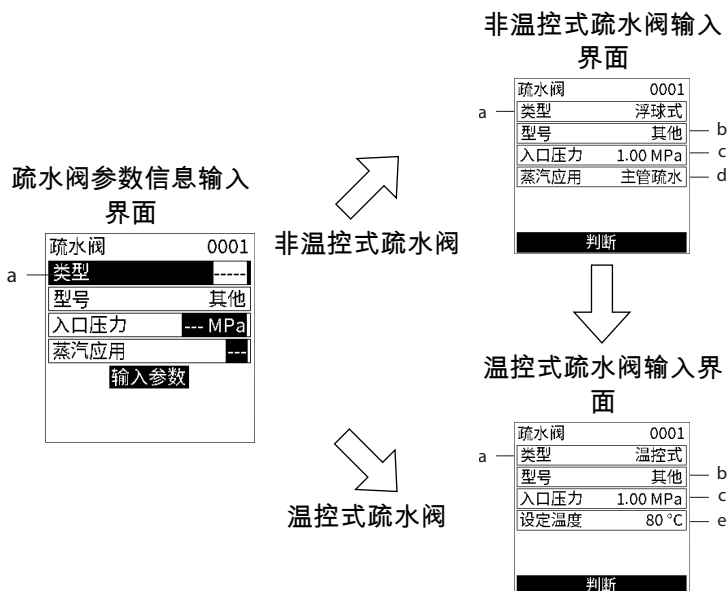 疏水阀参数信息输入
界面
疏水阀 0001
a
类型 -----
型号 其他
入口压力 --- MPa
蒸汽应用 ---
输入参数
非温控式疏水阀
温控式疏水阀
非温控式疏水阀输入
界面
疏水阀 0001
a
类型 浮球式
型号 其他 b
入口压力 1.00 MPa c
蒸汽应用 主管疏水 d
判断
温控式疏水阀输入界
面
疏水阀 0001
a
类型 温控式
型号 其他 b
入口压力 1.00 MPa c
设定温度 80 °C e
判断